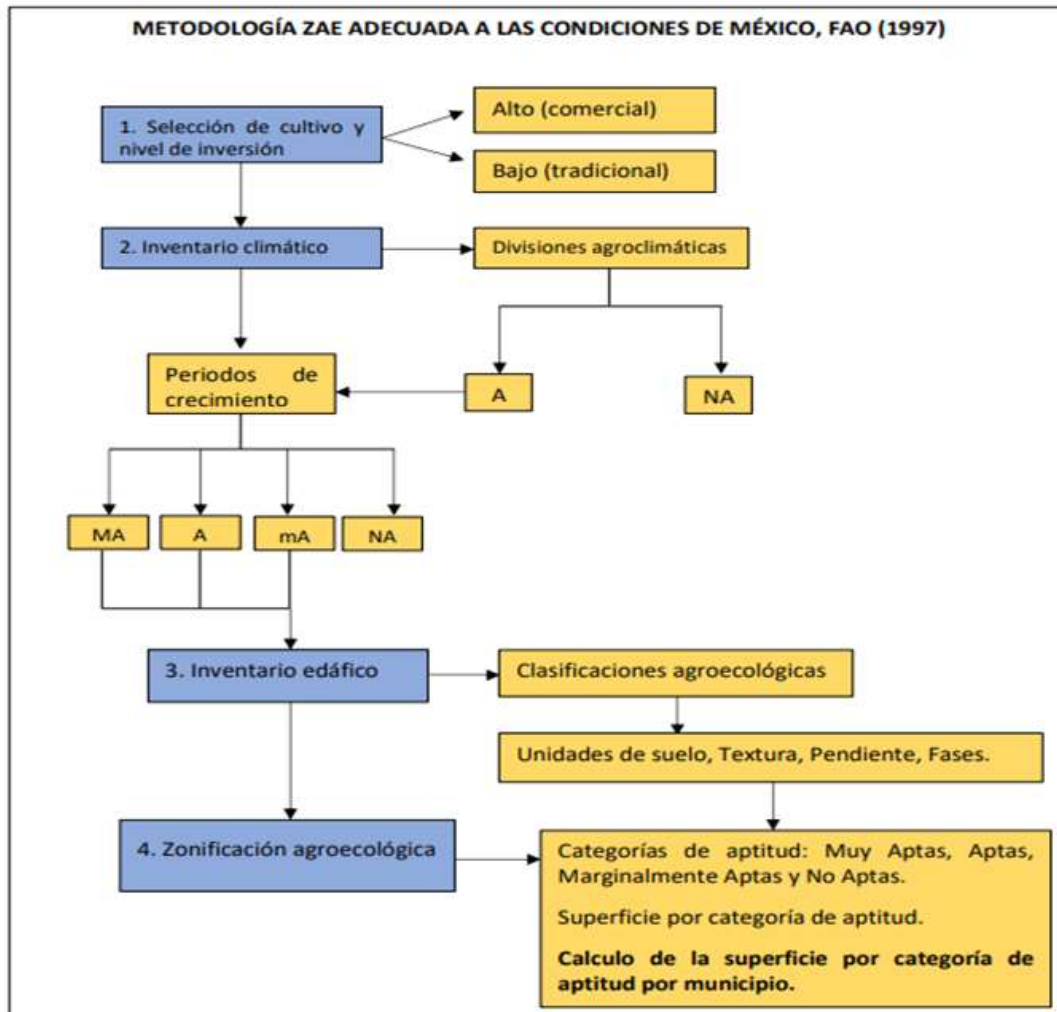 METODOLOGÍA ZAE ADECUADA A LAS CONDICIONES DE MÉXICO, FAO (1997)
1. Selección de cultivo y
nivel de inversión
Alto (comercial)
Bajo (tradicional)
2. Inventario climático
Divisiones agroclimáticas
Periodos de
crecimiento
A
NA
MA
A
mA
NA
3. Inventario edáfico
Clasificaciones agroecológicas
Unidades de suelo, Textura, Pendiente, Fases.
4. Zonificación agroecológica
Categorías de aptitud: Muy Aptas, Aptas,
Marginalmente Aptas y No Aptas.
Superficie por categoría de aptitud.
Calculo de la superficie por categoría de
aptitud por municipio.